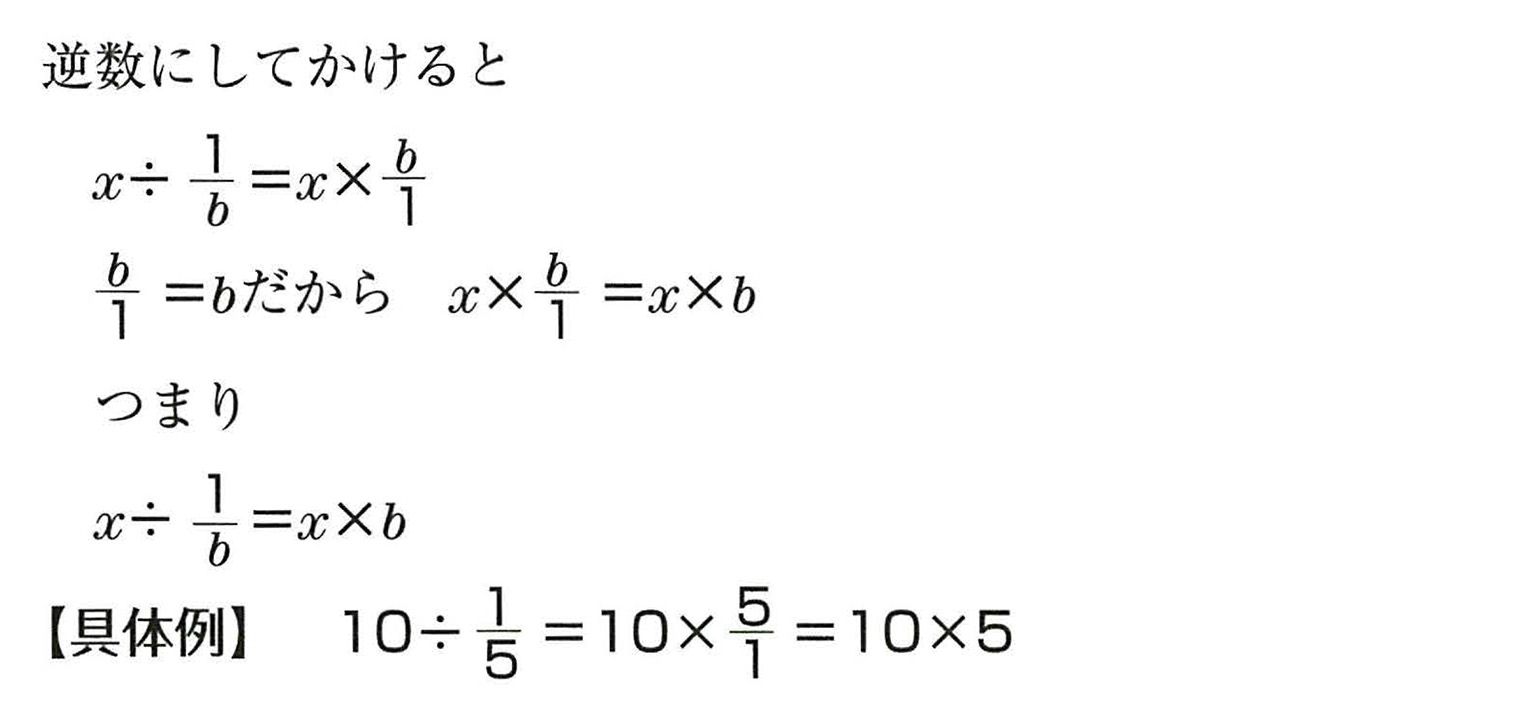 逆数にしてかけると
x÷1/b=x×b/1
b/1=bだから　x×b/1=x×b
つまり
x÷1/b=x×b
【具体例】　10÷1/5=10×5/1=10×5